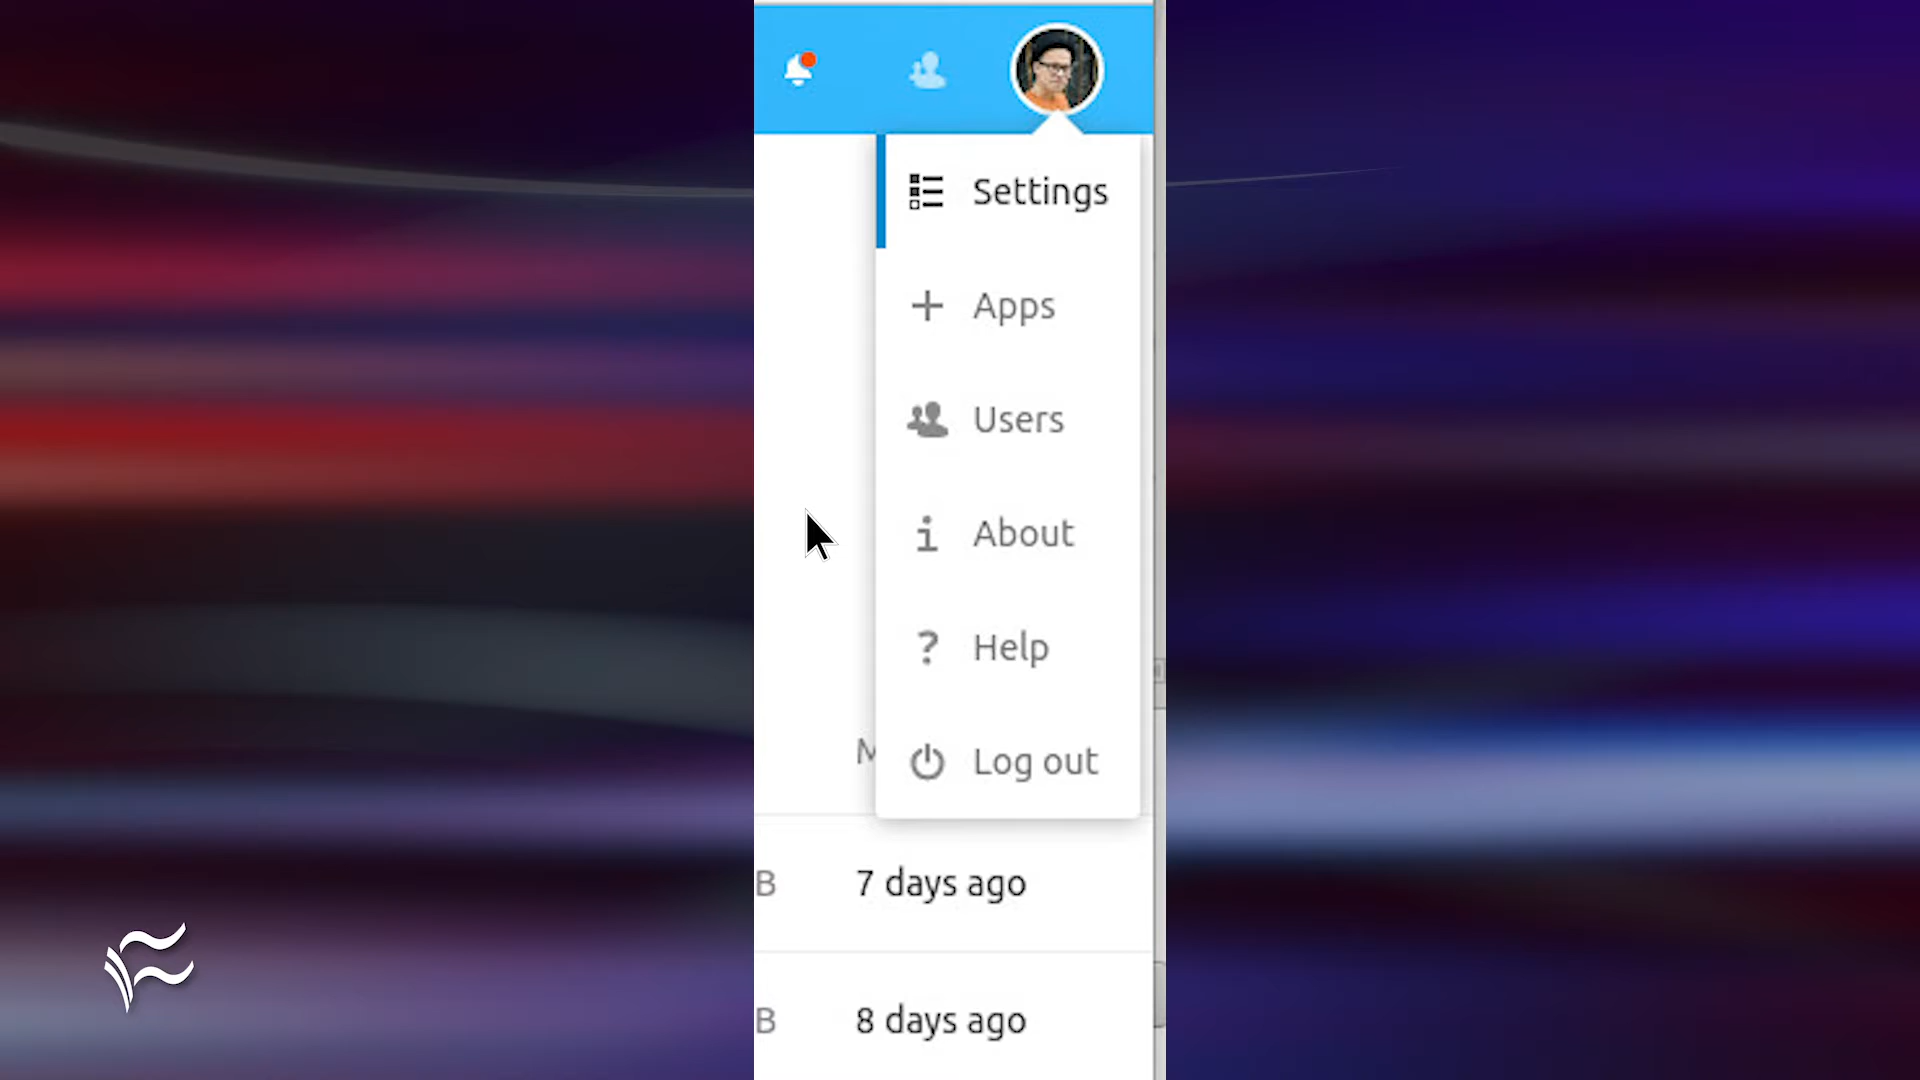 Settings
Apps
Users
About
Help
Log out
M
B 7 days ago
B 8 days ago